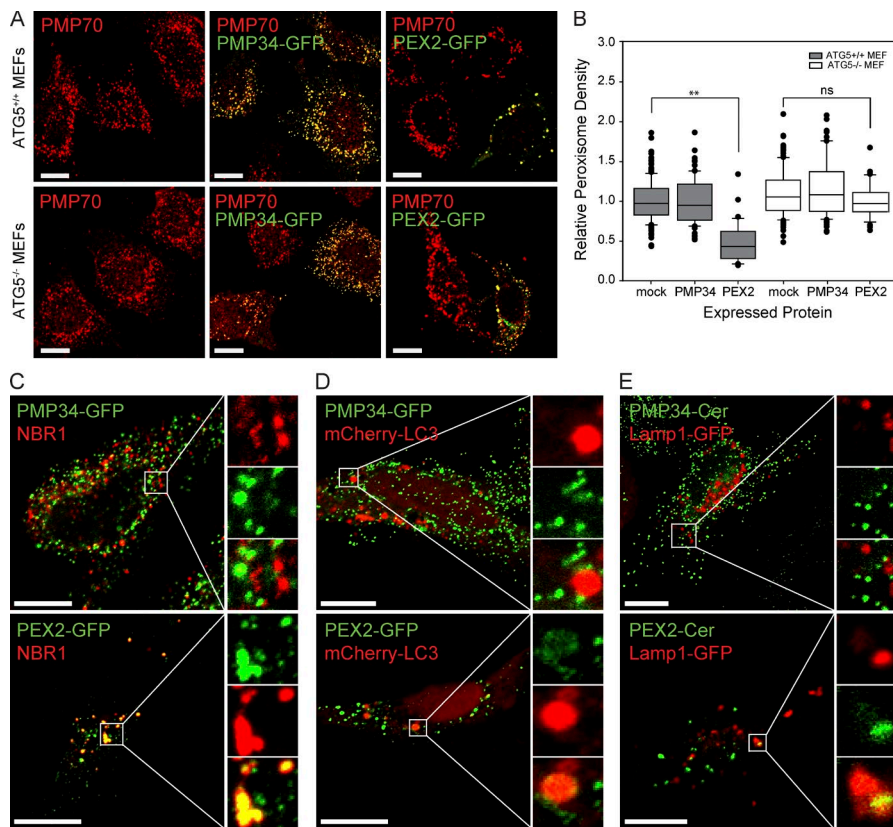 A
PMP70
PMP70
PMP34-GFP
PMP70
PEX2-GFP
ATG5+/+ MEFs
PMP70
PMP70
PMP34-GFP
PMP70
PEX2-GFP
ATG5-/- MEFs
B
ATG5+/+ MEF
ATG5-/- MEF
**
ns
Relative Peroxisome Density
3.0
2.5
2.0
1.5
1.0
0.5
0.0
mock PMP34 PEX2 mock PMP34 PEX2
Expressed Protein
C
PMP34-GFP
NBR1
PEX2-GFP
NBR1
D
PMP34-GFP
mCherry-LC3
PEX2-GFP
mCherry-LC3
E
PMP34-Cer
Lamp1-GFP
PEX2-Cer
Lamp1-GFP